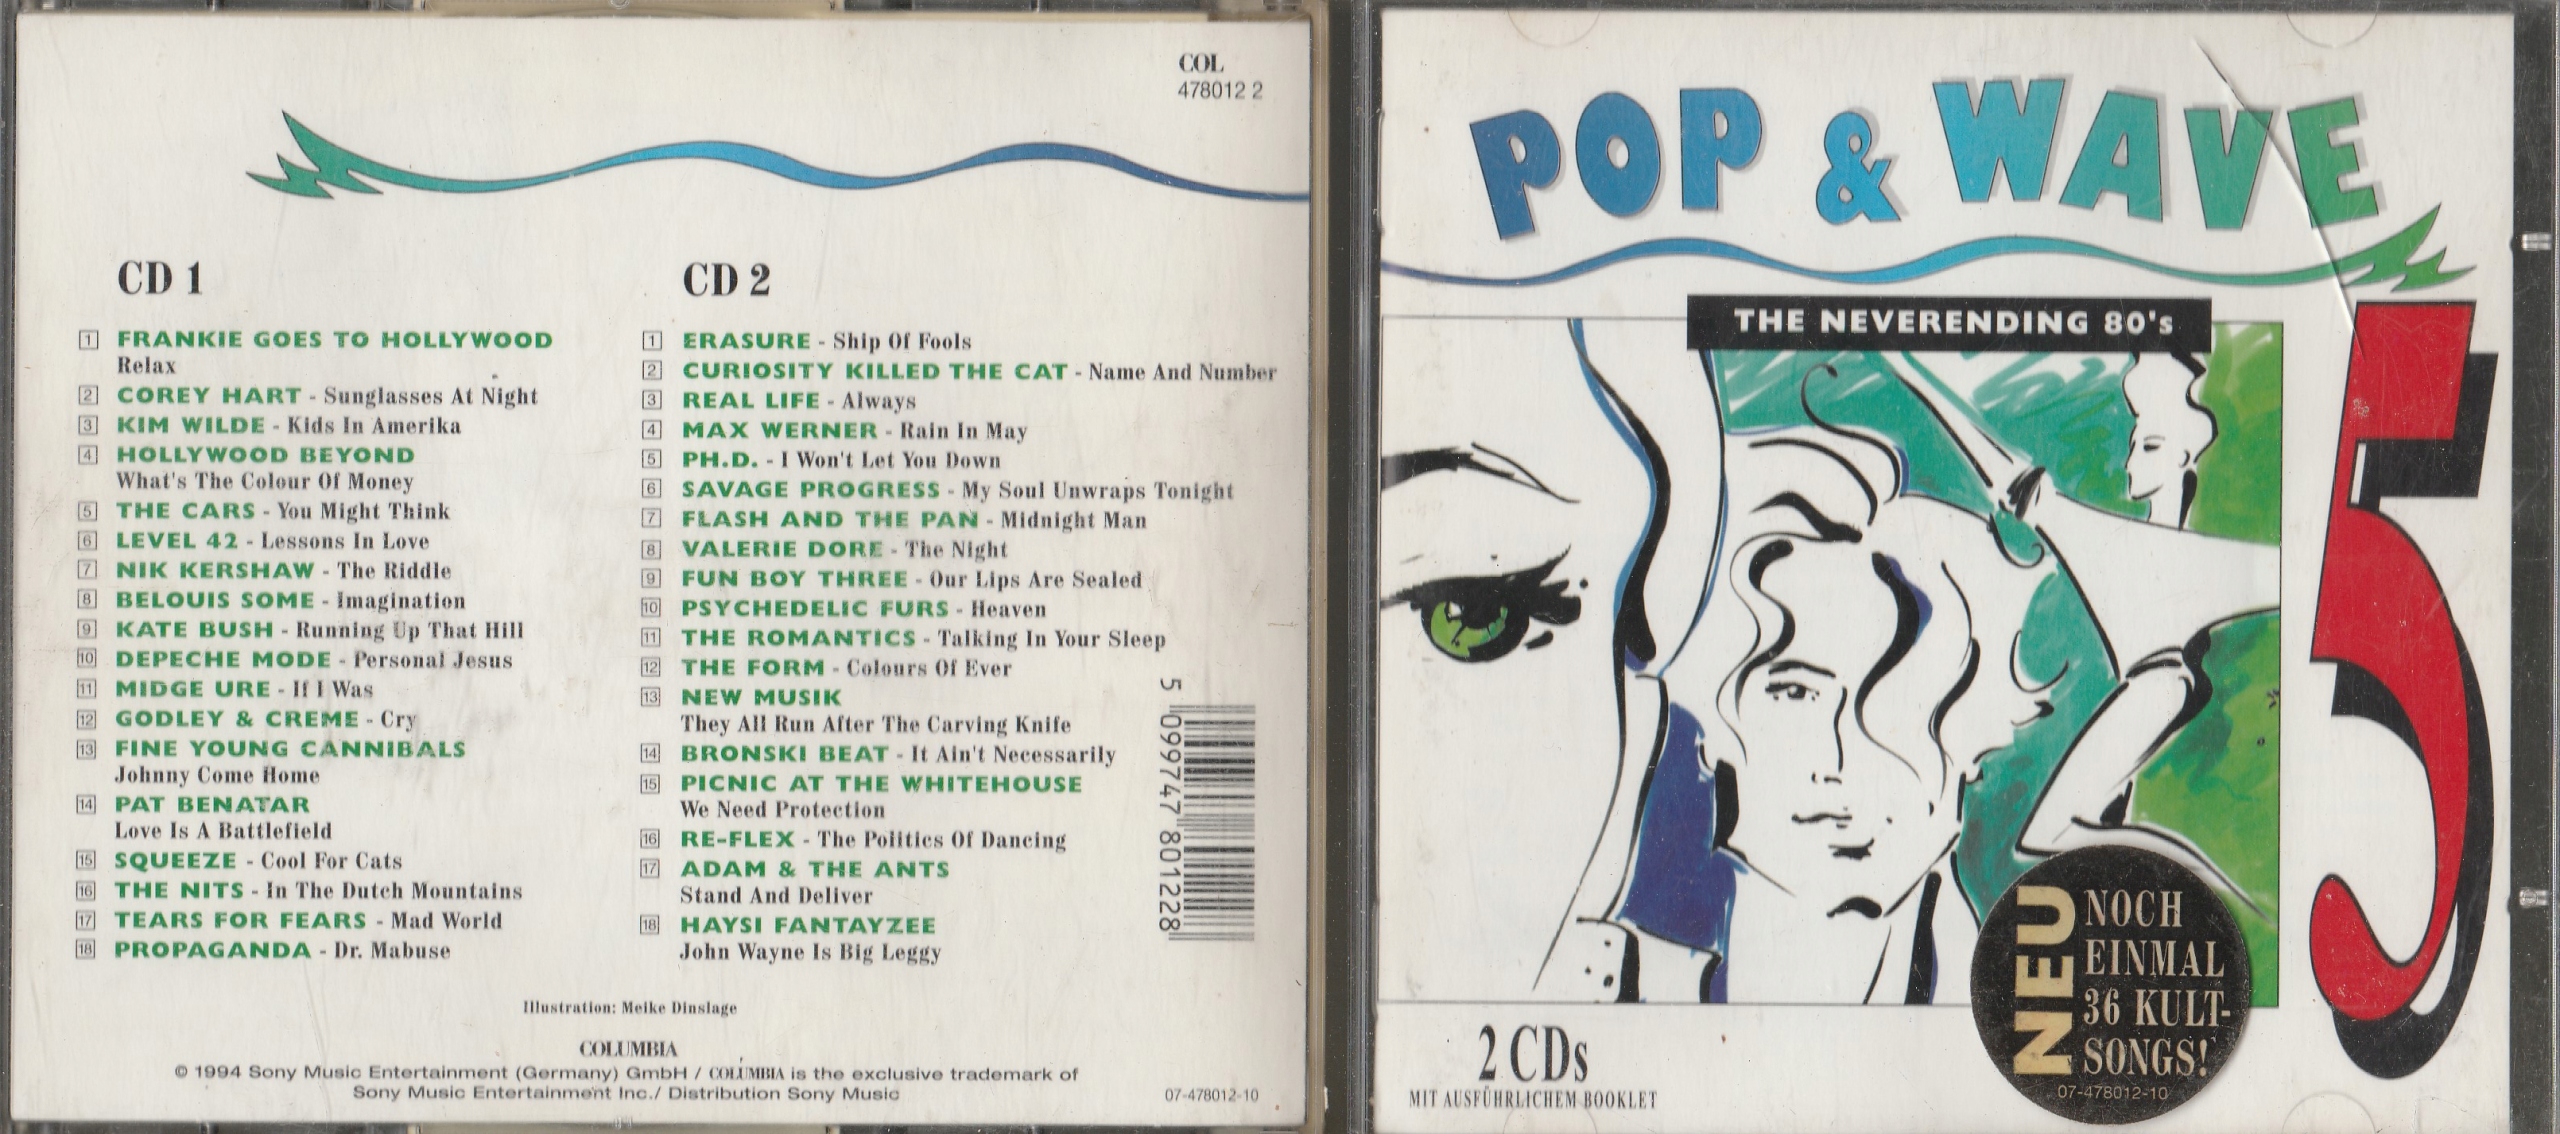 COL
478012 2
CD 1
1 FRANKIE GOES TO HOLLYWOOD
Relax
2 COREY HART - Sunglasses At Night
3 KIM WILDE - Kids In Amerika
4 HOLLYWOOD BEYOND
What's The Colour Of Money
5 THE CARS - You Might Think
6 LEVEL 42 - Lessons In Love
7 NIK KERSHAW - The Riddle
8 BELOUIS SOME - Imagination
9 KATE BUSH - Running Up That Hill
10 DEPECHE MODE - Personal Jesus
11 MIDGE URE - If I Was
12 GODLEY & CREME - Cry
13 FINE YOUNG CANNIBALS
Johnny Come Home
14 PAT BENATAR
Love Is A Battlefield
15 SQUEEZE - Cool For Cats
16 THE NITS - In The Dutch Mountains
17 TEARS FOR FEARS - Mad World
18 PROPAGANDA - Dr. Mabuse
CD 2
1 ERASURE - Ship Of Fools
2 CURIOSITY KILLED THE CAT - Name And Number
3 REAL LIFE - Always
4 MAX WERNER - Rain In May
5 PH.D. - I Won't Let You Down
6 SAVAGE PROGRESS - My Soul Unwraps Tonight
7 FLASH AND THE PAN - Midnight Man
8 VALERIE DORE - The Night
9 FUN BOY THREE - Our Lips Are Sealed
10 PSYCHEDELIC FURS - Heaven
11 THE ROMANTICS - Talking In Your Sleep
12 THE FORM - Colours Of Ever
13 NEW MUSIK
They All Run After The Carving Knife
14 BRONSKI BEAT - It Ain't Necessarily
15 PICNIC AT THE WHITEHOUSE
We Need Protection
16 RE-FLEX - The Politics Of Dancing
17 ADAM & THE ANTS
Stand And Deliver
18 HAYSI FANTAYZEE
John Wayne Is Big Leggy
5 099747 801228
Illustration: Meike Dinslage
COLUMBIA
© 1994 Sony Music Entertainment (Germany) GmbH / COLUMBIA is the exclusive trademark of
Sony Music Entertainment Inc./ Distribution Sony Music
07-478012-10
POP & WAVE
THE NEVERENDING 80's
5
2 CDs
MIT AUSFÜHRLICHEM BOOKLET
NEU
NOCH
EINMAL
36 KULT-
SONGS!
07-478012-10